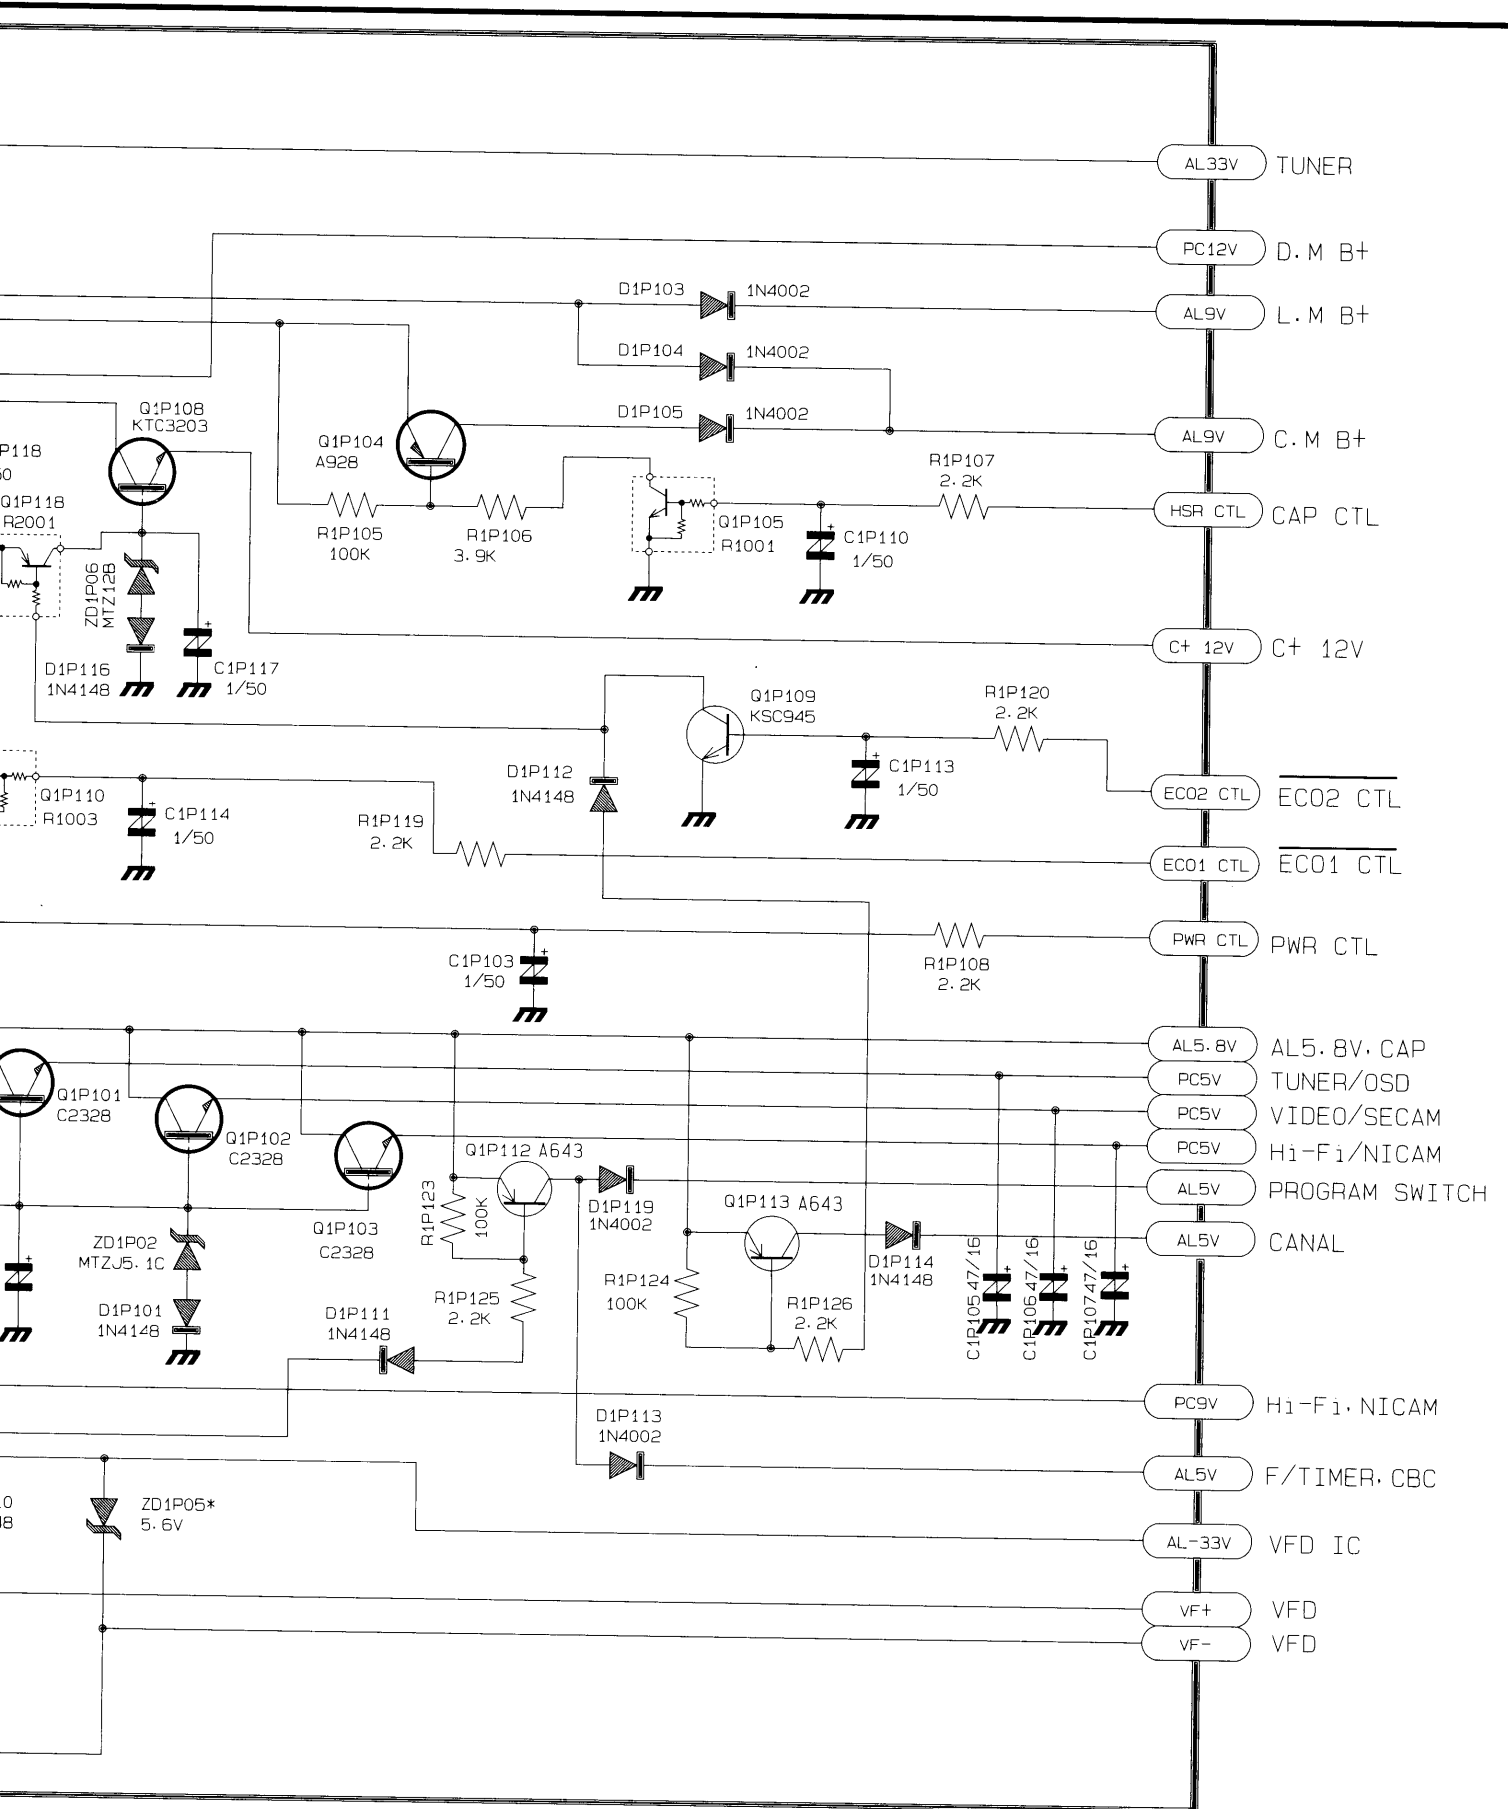 AL33V TUNER
PC12V D.M B+
D1P103 1N4002
AL9V L.M B+
D1P104 1N4002
Q1P108
KTC3203
D1P105 1N4002
AL9V C.M B+
P118
Q1P104
A928
R1P107
2.2K
Q1P118
R2001
HSR CTL CAP CTL
R1P105
100K
R1P106
3.9K
Q1P105
R1001
C1P110
1/50
ZD1P06
MTZ12B
C+ 12V C+ 12V
D1P116
1N4148
C1P117
1/50
Q1P109
KSC945
R1P120
2.2K
D1P112
1N4148
C1P113
1/50
ECO2 CTL ECO2 CTL
Q1P110
R1003
C1P114
1/50
R1P119
2.2K
ECO1 CTL ECO1 CTL
PWR CTL PWR CTL
C1P103
1/50
R1P108
2.2K
AL5.8V AL5.8V.CAP
PC5V TUNER/OSD
Q1P101
C2328
PC5V VIDEO/SECAM
Q1P102
C2328
PC5V Hi-Fi/NICAM
Q1P112 A643
AL5V PROGRAM SWITCH
R1P123
100K
D1P119
1N4002
Q1P113 A643
Q1P103
C2328
AL5V CANAL
ZD1P02
MTZJ5.1C
D1P114
1N4148
C1P105 47/16
C1P106 47/16
C1P107 47/16
R1P124
100K
D1P101
1N4148
D1P111
1N4148
R1P125
2.2K
R1P126
2.2K
PC9V Hi-Fi.NICAM
D1P113
1N4002
AL5V F/TIMER.CBC
ZD1P05*
5.6V
AL-33V VFD IC
VF+ VFD
VF- VFD